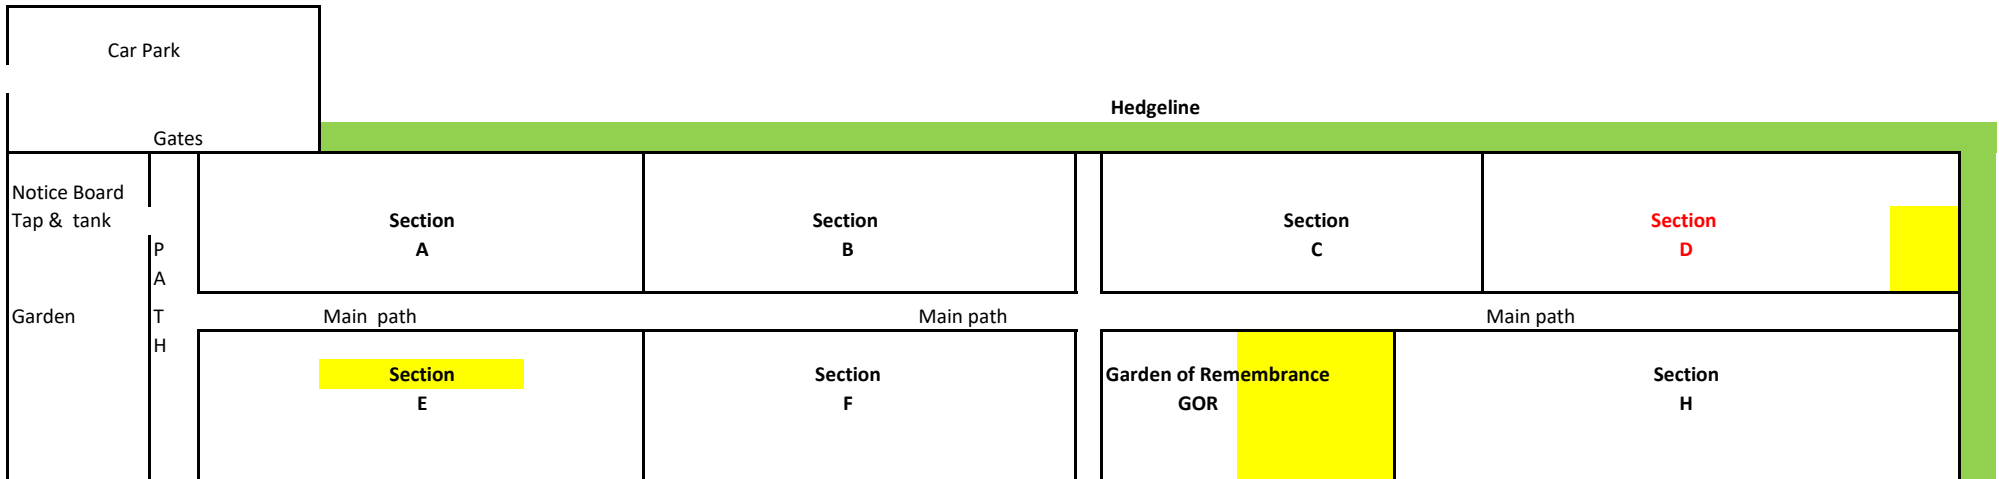 Car Park
Hedgeline
Gates
Notice Board
Tap & tank
Section Section Section Section
A B C D
P
A
T
H
Garden
Main path Main path Main path
Section Section Garden of Remembrance Section
E F GOR H